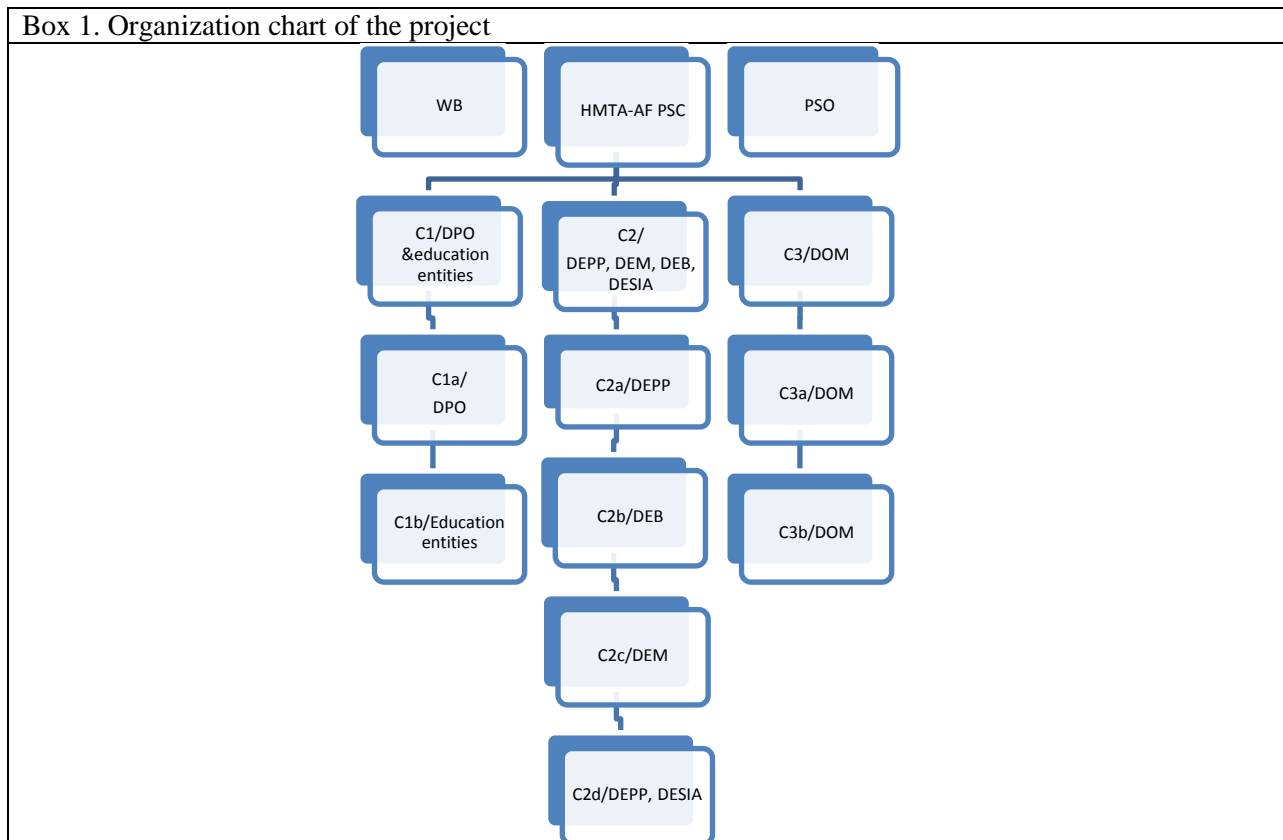 Box 1. Organization chart of the project
WB
HMTA-AF PSC
PSO
C1/DPO
&education
entities
C2/
DEPP, DEM, DEB,
DESIA
C3/DOM
C1a/
DPO
C2a/DEPP
C3a/DOM
C1b/Education
entities
C2b/DEB
C3b/DOM
C2c/DEM
C2d/DEPP, DESIA